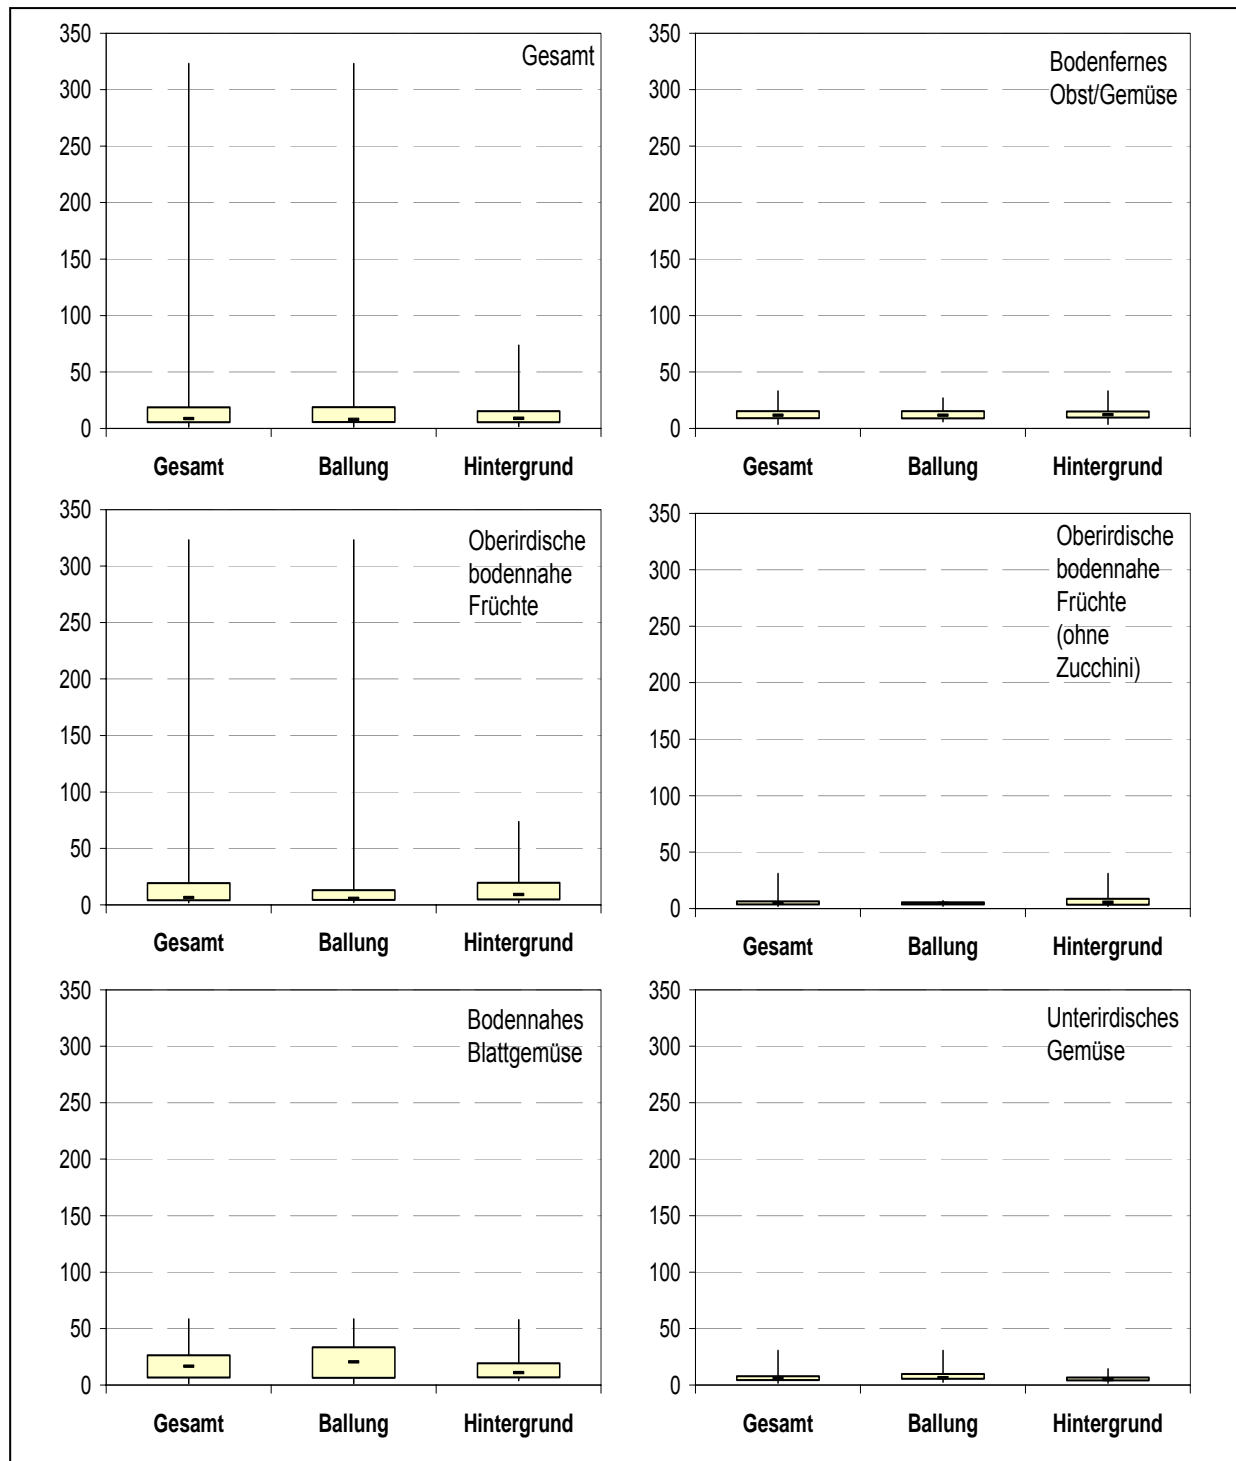 350
300
250
200
150
100
50
0
Gesamt
Gesamt Ballung Hintergrund
350
300
250
200
150
100
50
0
Bodenfernes
Obst/Gemüse
Gesamt Ballung Hintergrund
350
300
250
200
150
100
50
0
Oberirdische
bodennahe
Früchte
Gesamt Ballung Hintergrund
350
300
250
200
150
100
50
0
Oberirdische
bodennahe
Früchte
(ohne
Zucchini)
Gesamt Ballung Hintergrund
350
300
250
200
150
100
50
0
Bodennahes
Blattgemüse
Gesamt Ballung Hintergrund
350
300
250
200
150
100
50
0
Unterirdisches
Gemüse
Gesamt Ballung Hintergrund